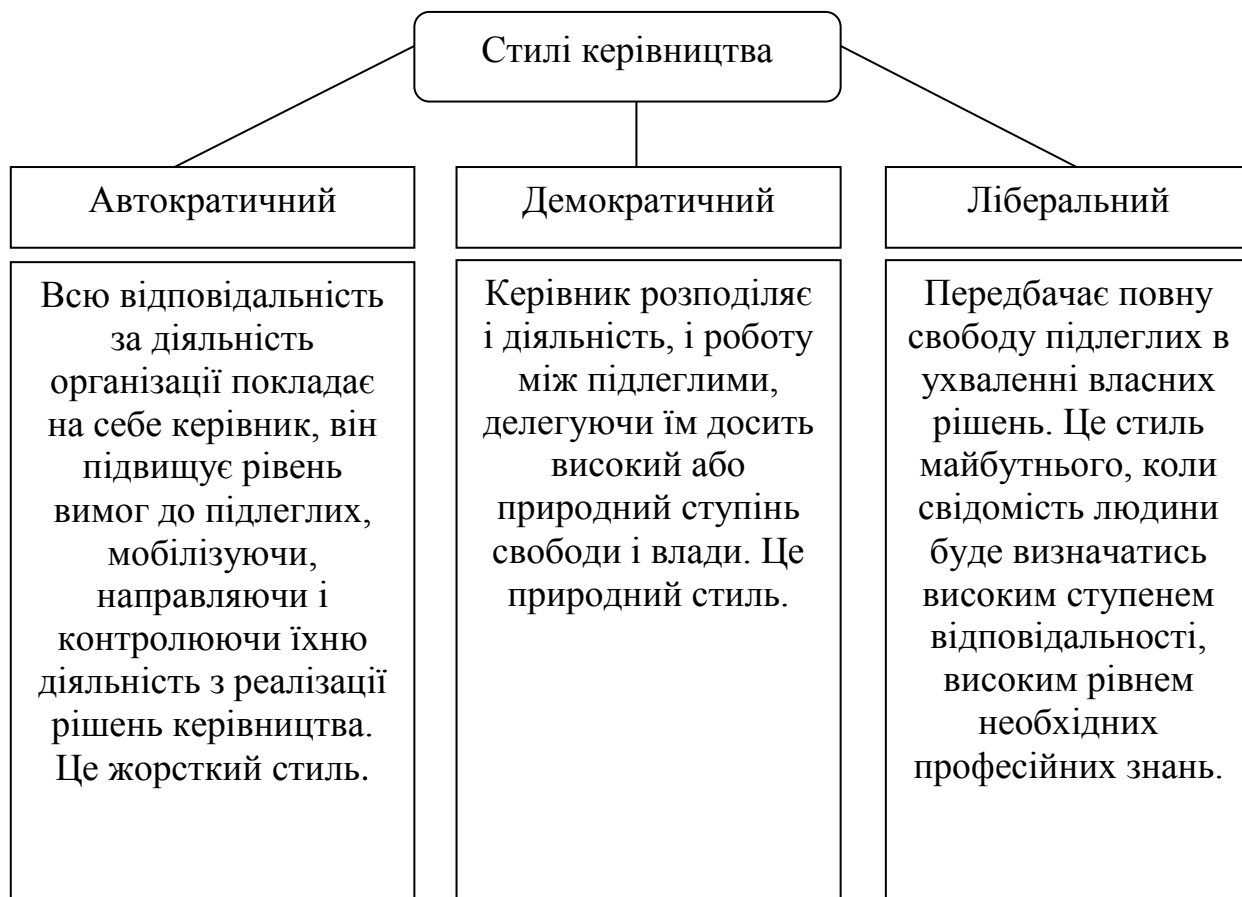 Стилі керівництва
Автократичний
Всю відповідальність
за діяльність
організації покладає
на себе керівник, він
підвищує рівень
вимог до підлеглих,
мобілізуючи,
направляючи і
контролюючи їхню
діяльність з реалізації
рішень керівництва.
Це жорсткий стиль.
Демократичний
Керівник розподіляє
і діяльність, і роботу
між підлеглими,
делегуючи їм досить
високий або
природний ступінь
свободи і влади. Це
природний стиль.
Ліберальний
Передбачає повну
свободу підлеглих в
ухваленні власних
рішень. Це стиль
майбутнього, коли
свідомість людини
буде визначатись
високим ступенем
відповідальності,
високим рівнем
необхідних
професійних знань.